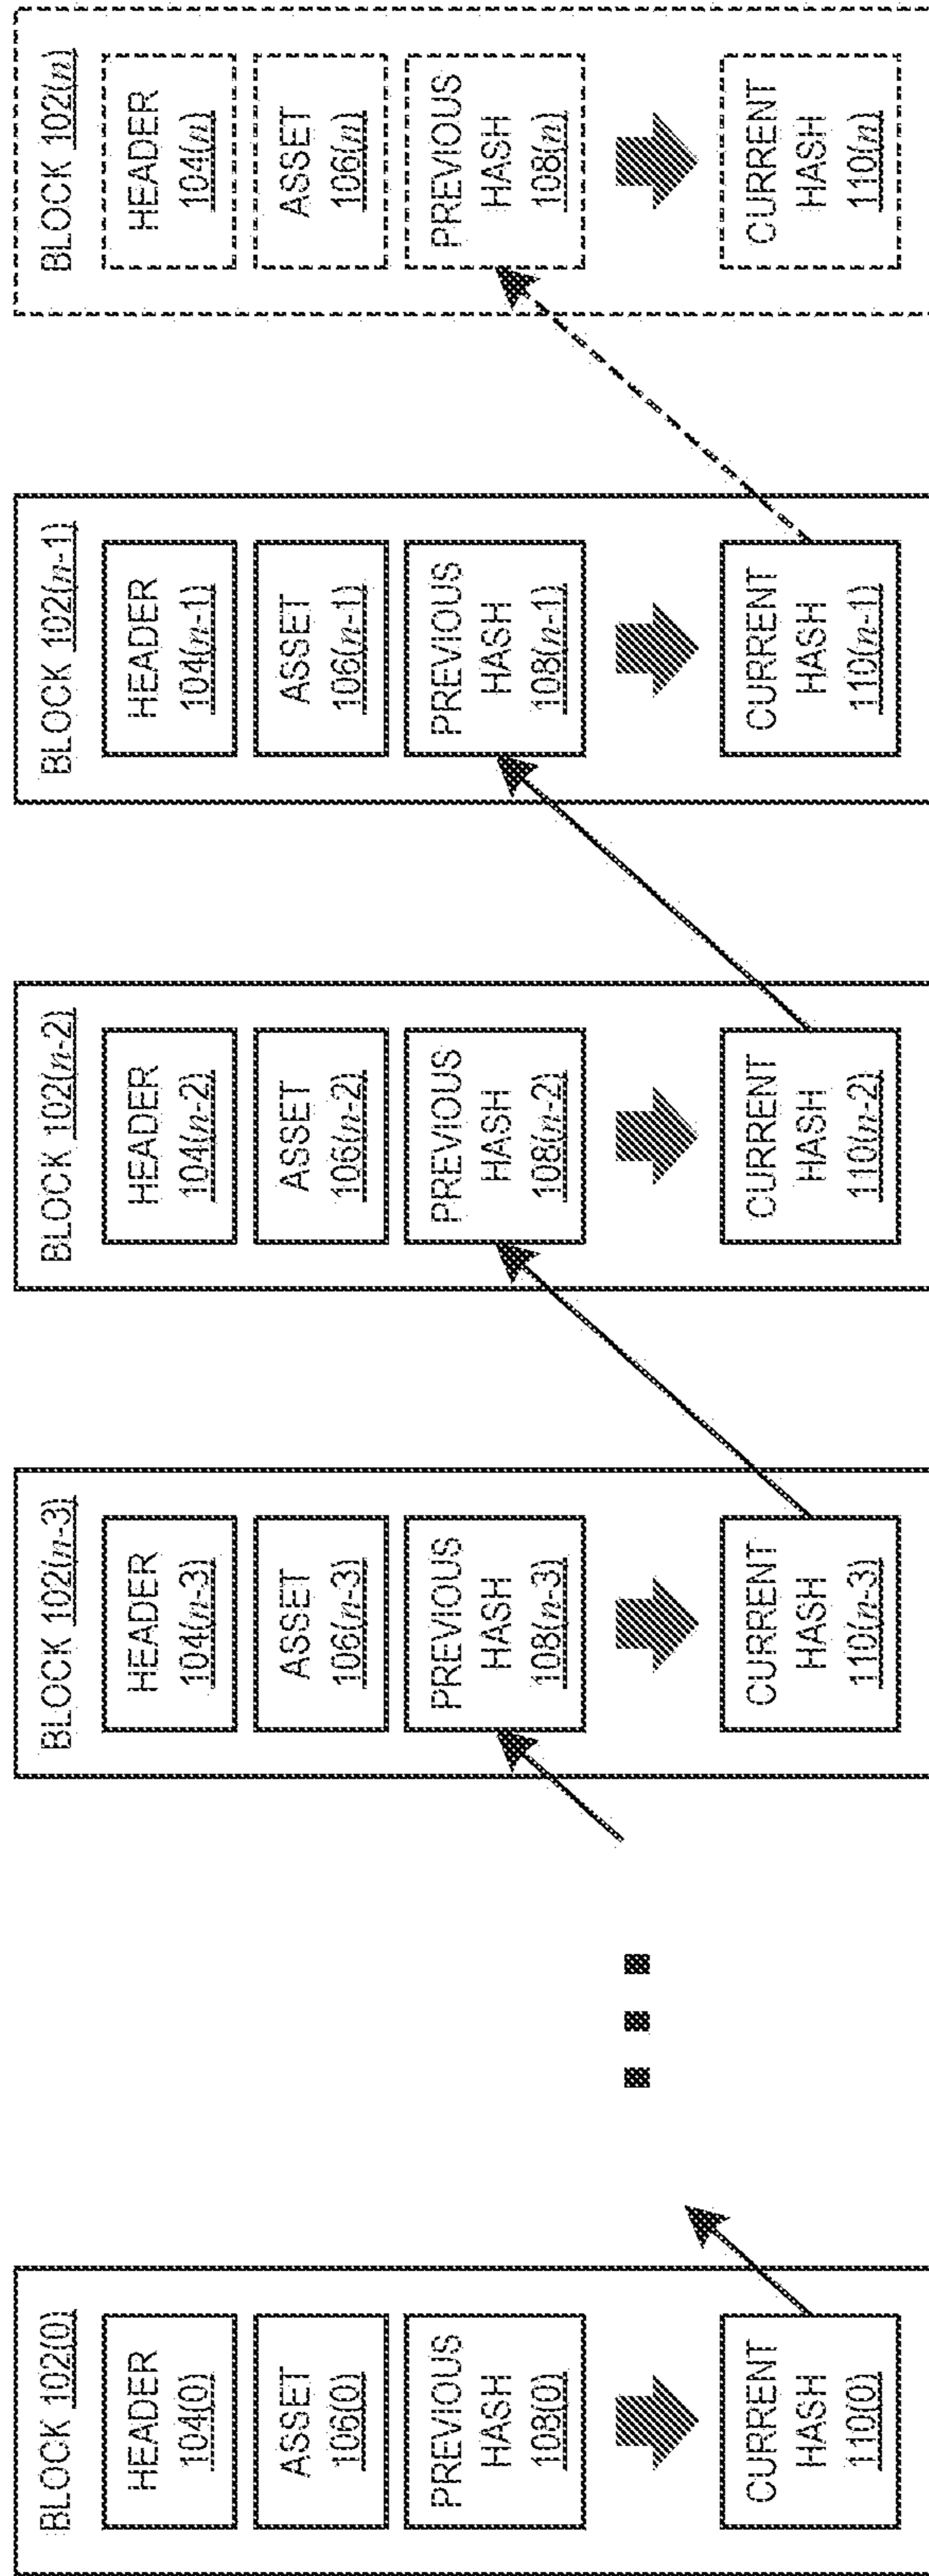 BLOCK 102(0)
HEADER
104(0)
ASSET
106(0)
PREVIOUS
HASH
108(0)
CURRENT
HASH
110(0)
BLOCK 102(n-3)
HEADER
104(n-3)
ASSET
106(n-3)
PREVIOUS
HASH
108(n-3)
CURRENT
HASH
110(n-3)
BLOCK 102(n-2)
HEADER
104(n-2)
ASSET
106(n-2)
PREVIOUS
HASH
108(n-2)
CURRENT
HASH
110(n-2)
BLOCK 102(n-1)
HEADER
104(n-1)
ASSET
106(n-1)
PREVIOUS
HASH
108(n-1)
CURRENT
HASH
110(n-1)
BLOCK 102(n)
HEADER
104(n)
ASSET
106(n)
PREVIOUS
HASH
108(n)
CURRENT
HASH
110(n)